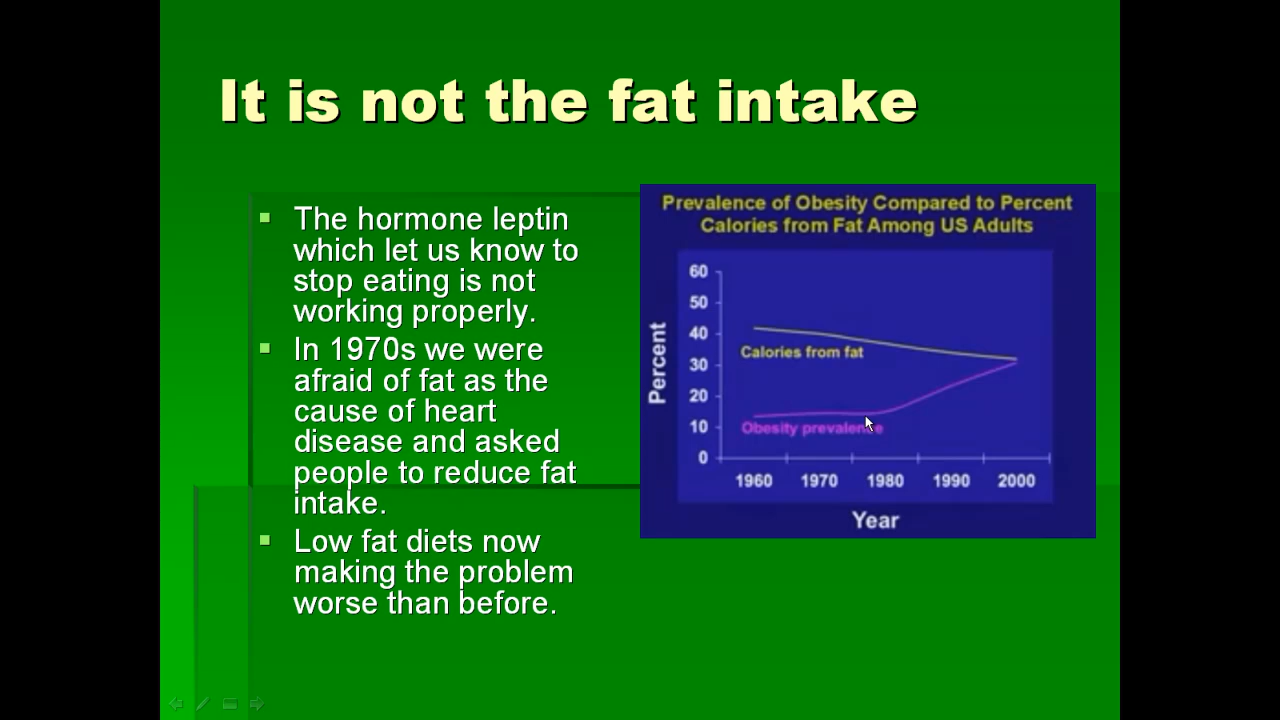 It is not the fat intake
The hormone leptin
which let us know to
stop eating is not
working properly.
In 1970s we were
afraid of fat as the
cause of heart
disease and asked
people to reduce fat
intake.
Low fat diets now
making the problem
worse than before.
Prevalence of Obesity Compared to Percent
Calories from Fat Among US Adults
Percent
60
50
40
30
20
10
0
Calories from fat
Obesity prevalence
1960 1970 1980 1990 2000
Year